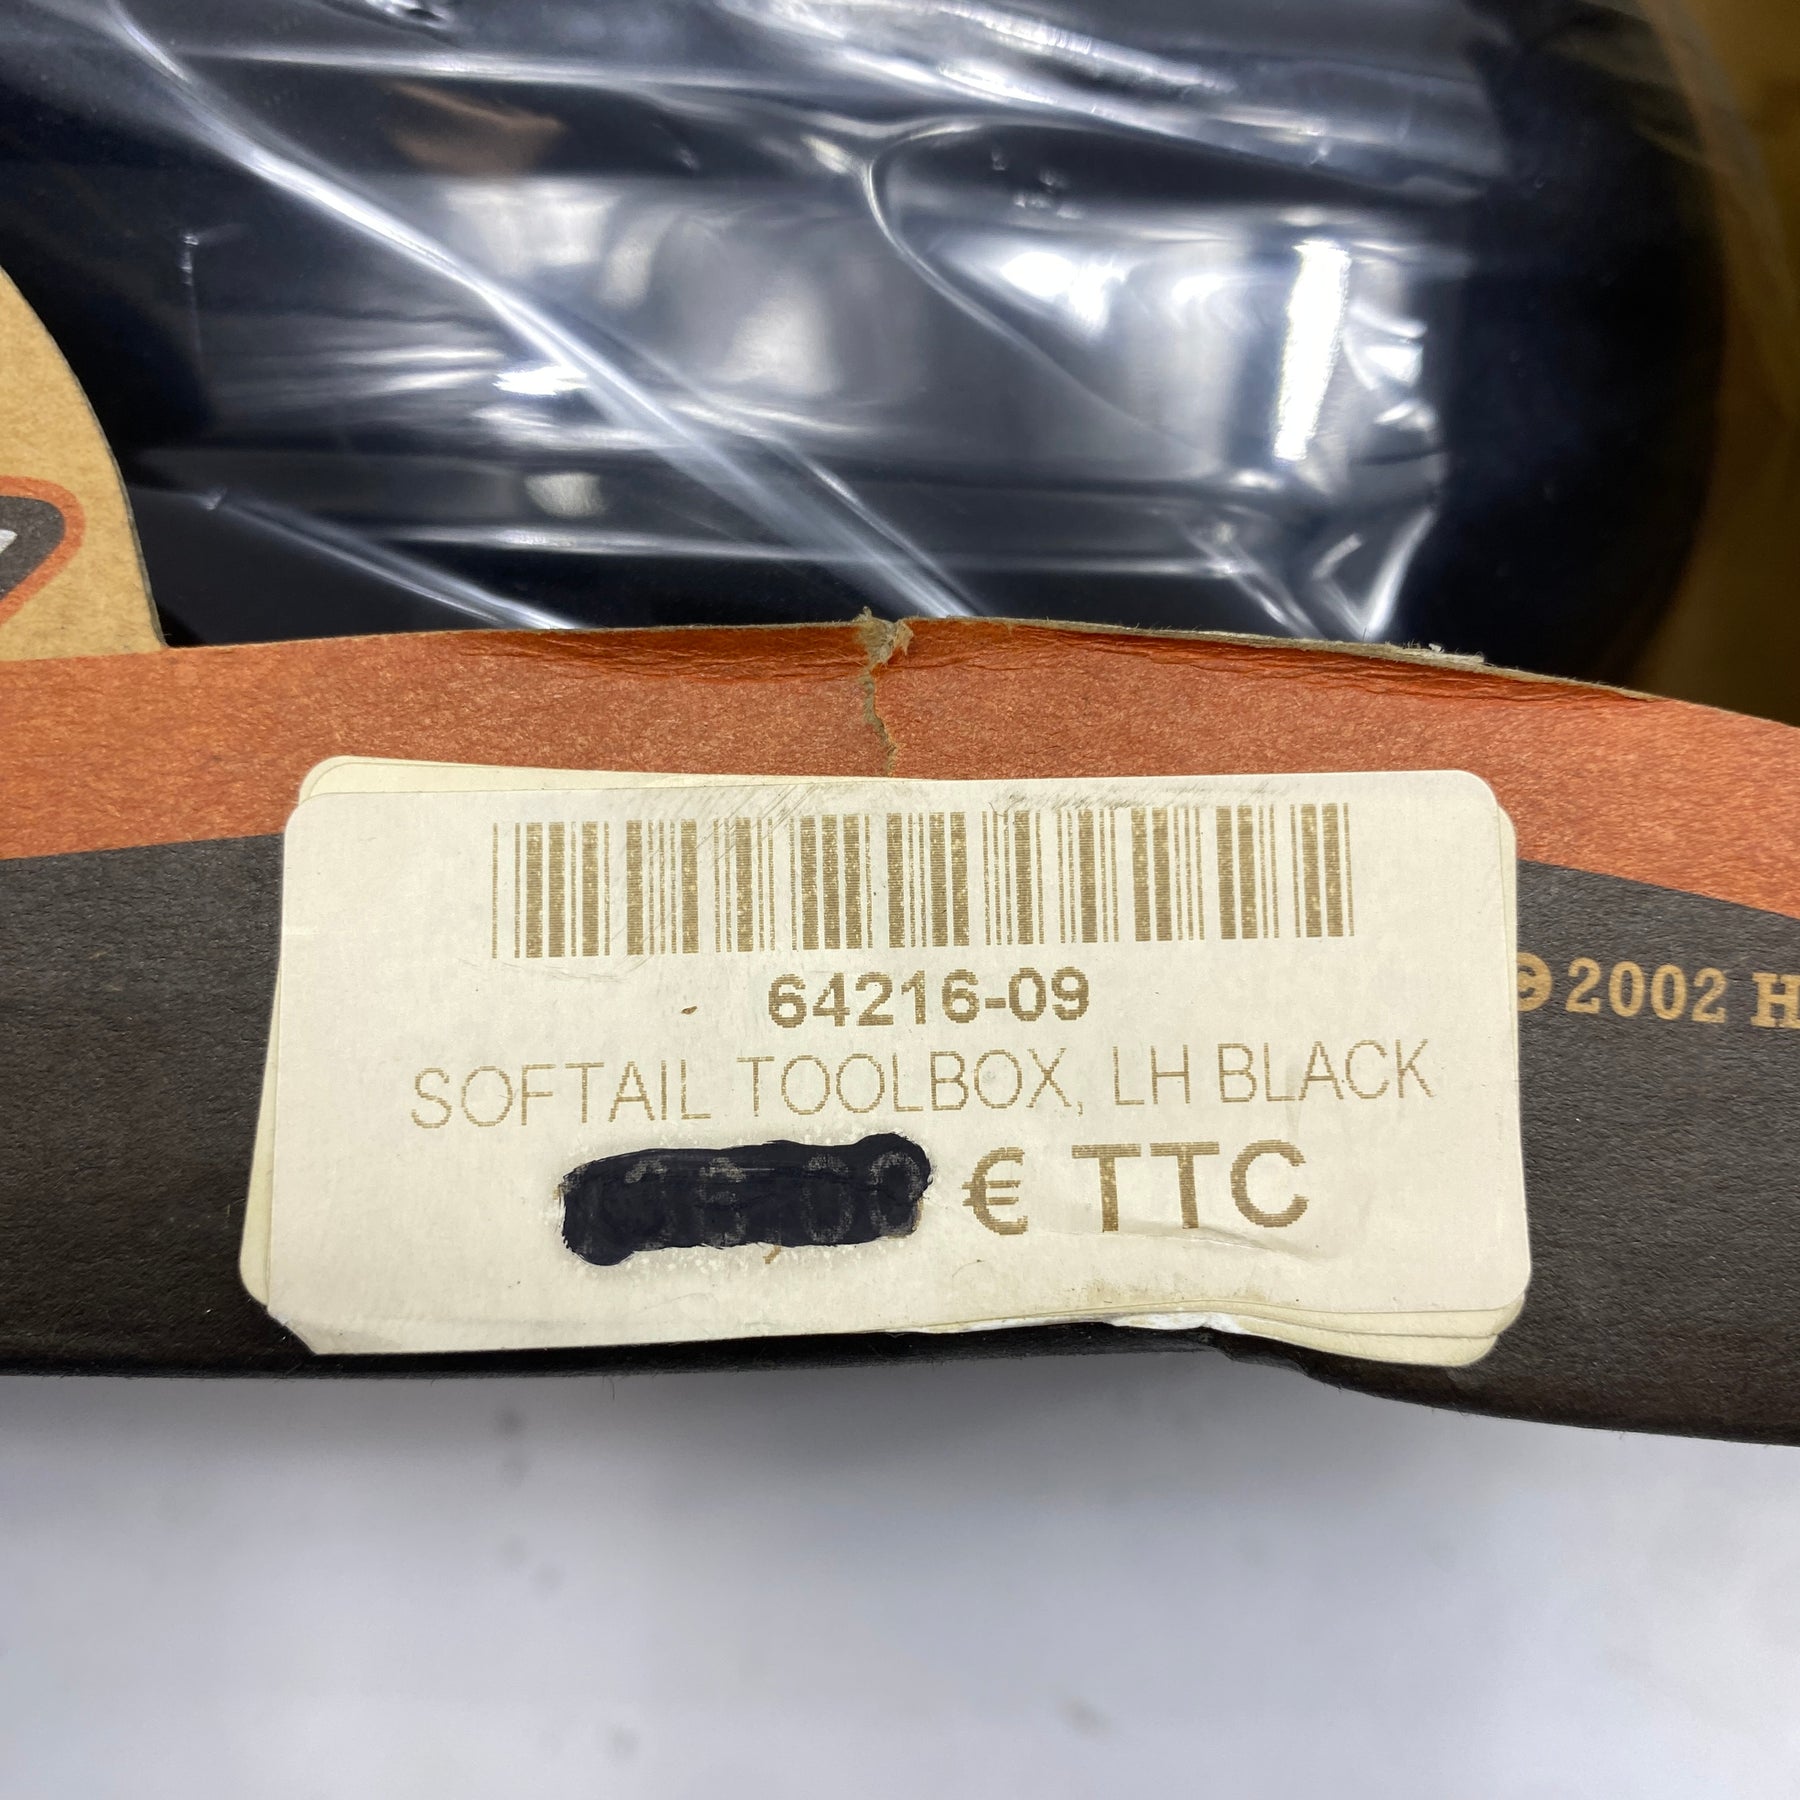 64216-09
SOFTAIL TOOLBOX, LH BLACK
€ TTC
© 2002 H